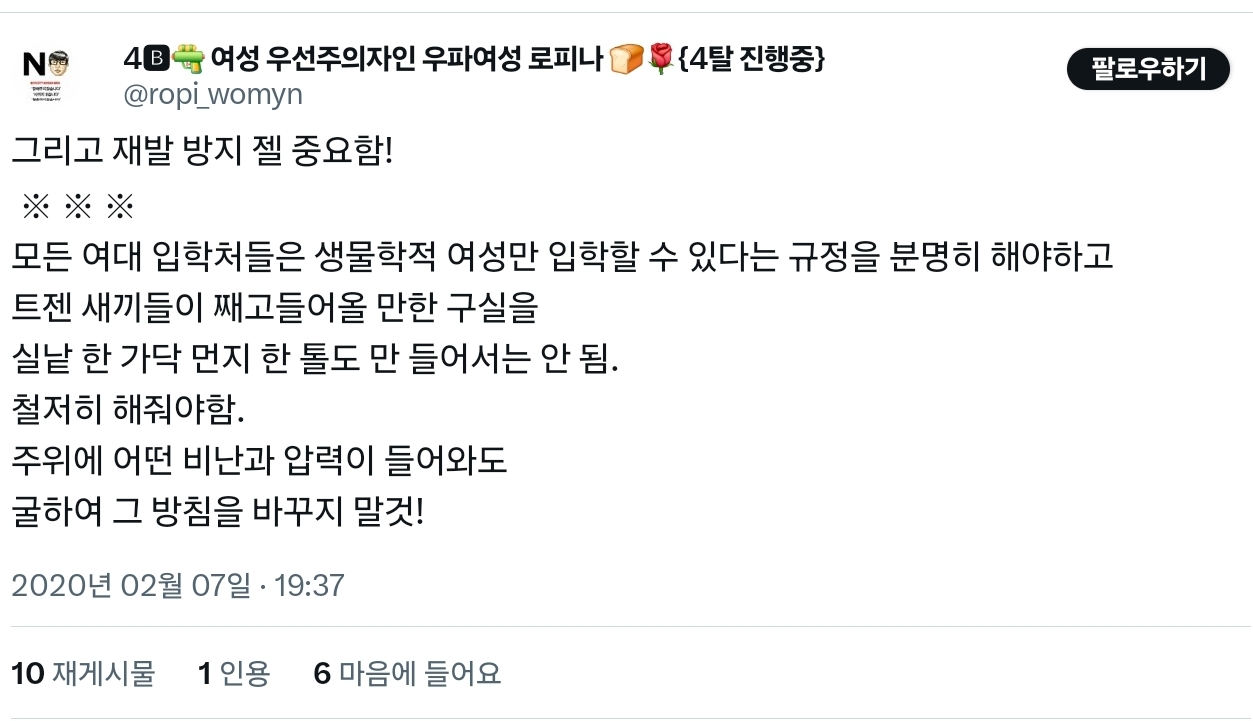 4🅱🔫 여성 우선주의자인 우파여성 로피나 🍞🌹{4탈 진행중}
@ropi_womyn
팔로우하기
그리고 재발 방지 젤 중요함!
※ ※ ※
모든 여대 입학처들은 생물학적 여성만 입학할 수 있다는 규정을 분명히 해야하고
트젠 새끼들이 째고들어올 만한 구실을
실낱 한 가닥 먼지 한 톨도 만 들어서는 안 됨.
철저히 해줘야함.
주위에 어떤 비난과 압력이 들어와도
굴하여 그 방침을 바꾸지 말것!
2020년 02월 07일 · 19:37
10 재게시물 1 인용 6 마음에 들어요